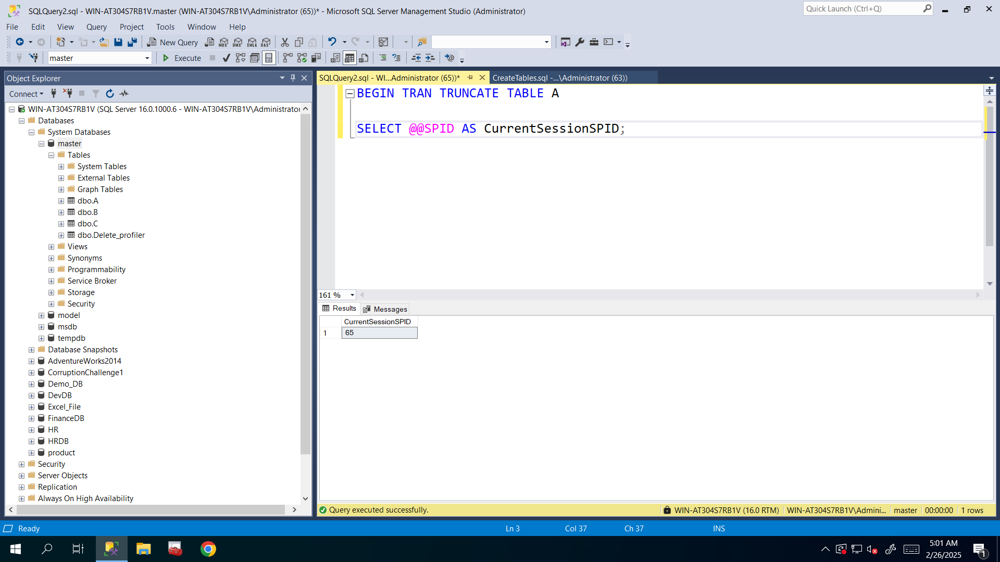 SQLQuery2.sql - WIN-AT304S7RB1V.master (WIN-AT304S7RB1V\Administrator (65))* - Microsoft SQL Server Management Studio (Administrator)
Quick Launch (Ctrl+Q)
File Edit View Query Project Tools Window Help
New Query
MDX DMX XMLA DAX
master
Execute
Object Explorer
SQLQuery2.sql - WI...Administrator (65))*
CreateTables.sql -...\Administrator (63))
Connect
WIN-AT304S7RB1V (SQL Server 16.0.1000.6 - WIN-AT304S7RB1V\Administrator
Databases
System Databases
master
Tables
System Tables
External Tables
Graph Tables
dbo.A
dbo.B
dbo.C
dbo.Delete_profiler
Views
Synonyms
Programmability
Service Broker
Storage
Security
model
msdb
tempdb
Database Snapshots
AdventureWorks2014
CorruptionChallenge1
Demo_DB
DevDB
Excel_File
FinanceDB
HR
HRDB
product
Security
Server Objects
Replication
Always On High Availability
BEGIN TRAN TRUNCATE TABLE A
SELECT @@SPID AS CurrentSessionSPID;
161 %
Results Messages
CurrentSessionSPID
1 65
Query executed successfully.
WIN-AT304S7RB1V (16.0 RTM)
WIN-AT304S7RB1V\Admini...
master
00:00:00
1 rows
Ready
Ln 3
Col 37
Ch 37
INS
5:01 AM
2/26/2025
1